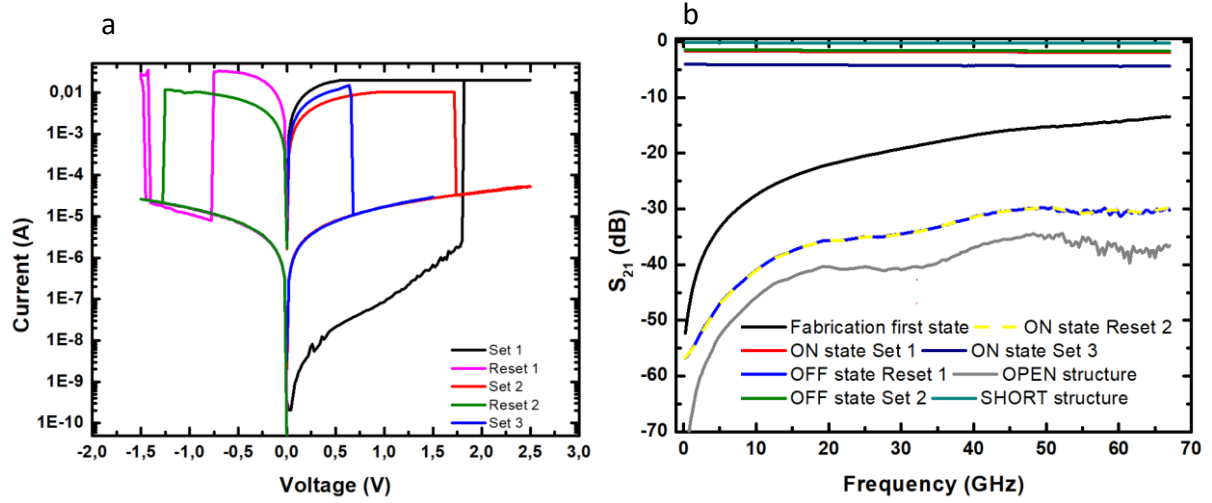 a
Current (A)
0,01
1E-3
1E-4
1E-5
1E-6
1E-7
1E-8
1E-9
1E-10
Set 1
Reset 1
Set 2
Reset 2
Set 3
-2,0 -1,5 -1,0 -0,5 0,0 0,5 1,0 1,5 2,0 2,5 3,0
Voltage (V)
b
S21 (dB)
0
-10
-20
-30
-40
-50
-60
-70
Fabrication first state ON state Reset 2
ON state Set 1 ON state Set 3
OFF state Reset 1 OPEN structure
OFF state Set 2 SHORT structure
0 10 20 30 40 50 60 70
Frequency (GHz)